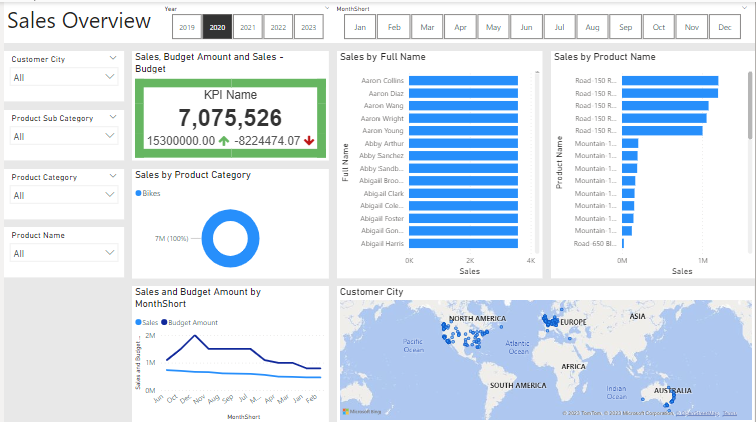 Sales Overview
Year
2019
2020
2021
2022
2023
MonthShort
Jan
Feb
Mar
Apr
May
Jun
Jul
Aug
Sep
Oct
Nov
Dec
Customer City
All
Product Sub Category
All
Product Category
All
Product Name
All
Sales, Budget Amount and Sales -
Budget
KPI Name
7,075,526
15300000.00
-8224474.07
Sales by Product Category
Bikes
7M (100%)
Sales and Budget Amount by
MonthShort
Sales
Budget Amount
Sales and Budget ...
2M
1M
0M
Jun
Oct
Dec
Nov
Aug
Sep
Jul
M...
Apr
Mar
Jan
Feb
MonthShort
Sales by Full Name
Full Name
Aaron Collins
Aaron Diaz
Aaron Wang
Aaron Wright
Aaron Young
Abby Arthur
Abby Sanchez
Abby Sandb...
Abigail Broo...
Abigail Clark
Abigail Cole...
Abigail Foster
Abigail Gon...
Abigail Harris
0K
2K
4K
Sales
Sales by Product Name
Product Name
Road-150 R...
Road-150 R...
Road-150 R...
Road-150 R...
Road-150 R...
Mountain-1...
Mountain-1...
Mountain-1...
Mountain-1...
Mountain-1...
Mountain-1...
Mountain-1...
Mountain-1...
Road-650 Bl...
0M
1M
Sales
Customer City
NORTH AMERICA
EUROPE
ASIA
Pacific
Ocean
Atlantic
Ocean
AFRICA
SOUTH AMERICA
Indian
Ocean
AUSTRALIA
Microsoft Bing
© 2023 TomTom, © 2023 Microsoft Corporation, © OpenStreetMap Terms